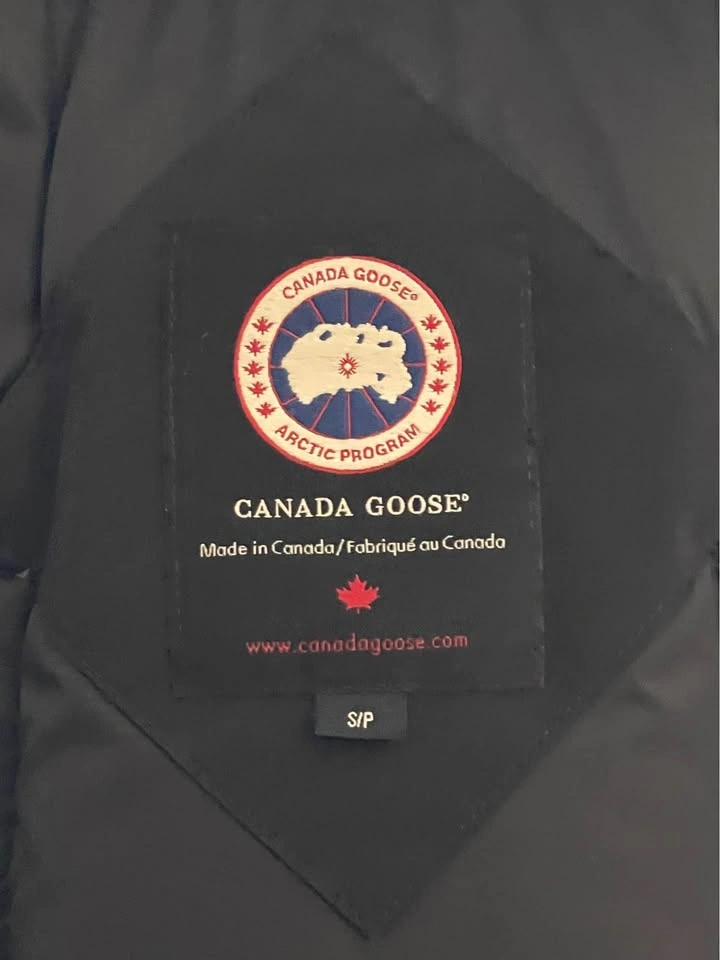 CANADA GOOSE®
ARCTIC PROGRAM
CANADA GOOSE®
Made in Canada/Fabriqué au Canada
www.canadagoose.com
S/P